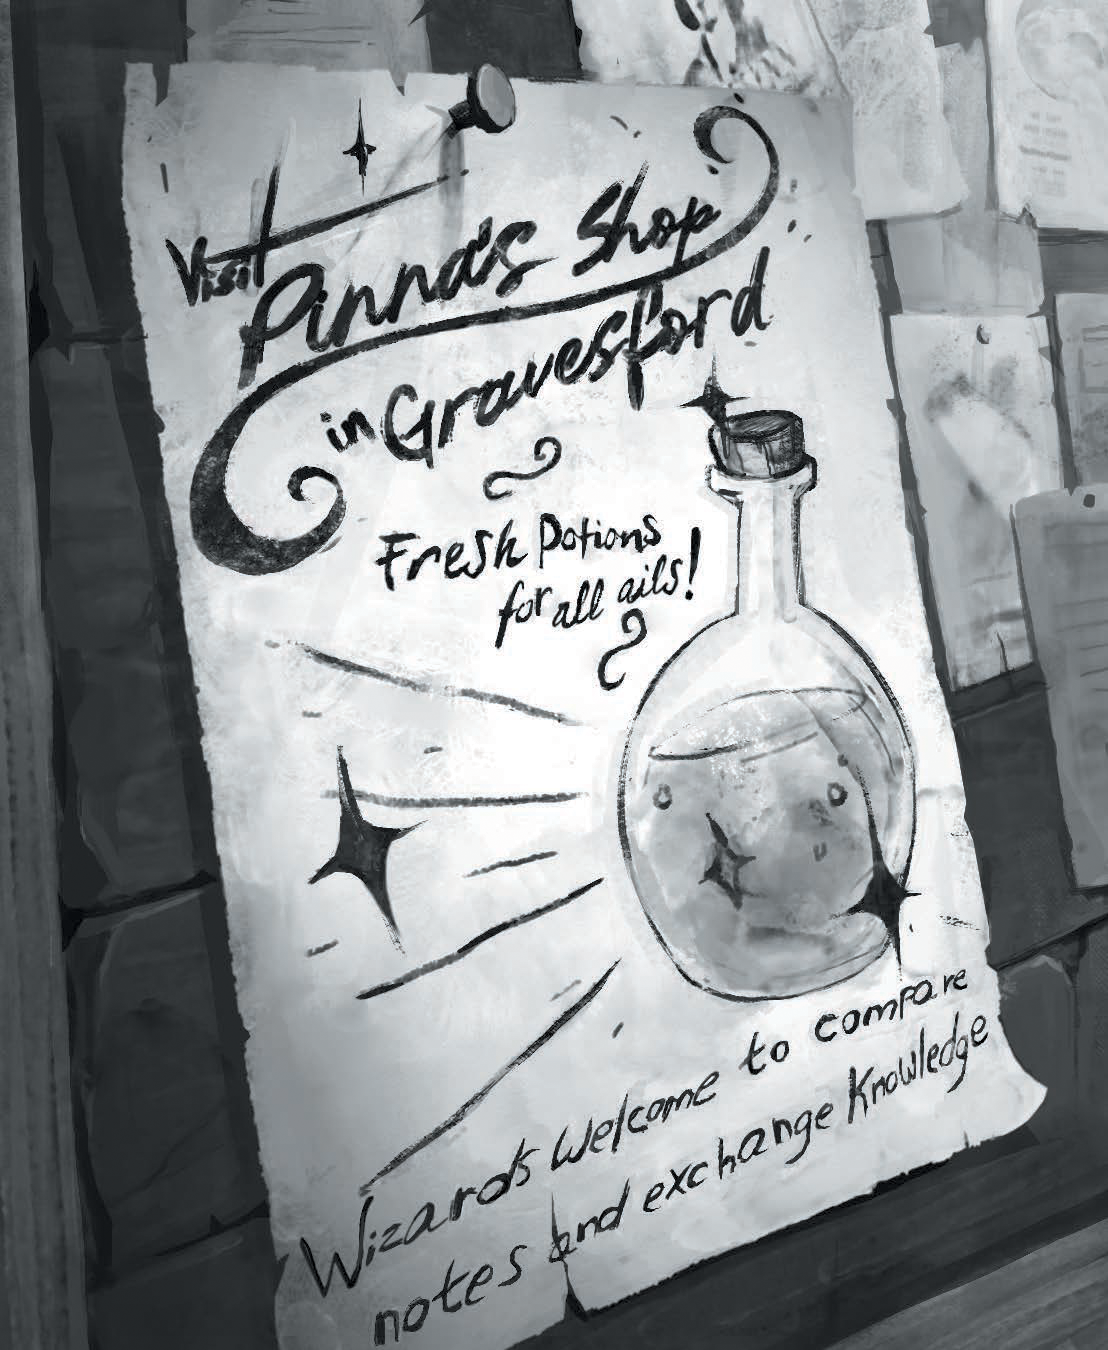 Visit
Pinna's Shop
in Gravesford
Fresh Potions
for all ails!
Wizards Welcome to compare
notes and exchange Knowledge